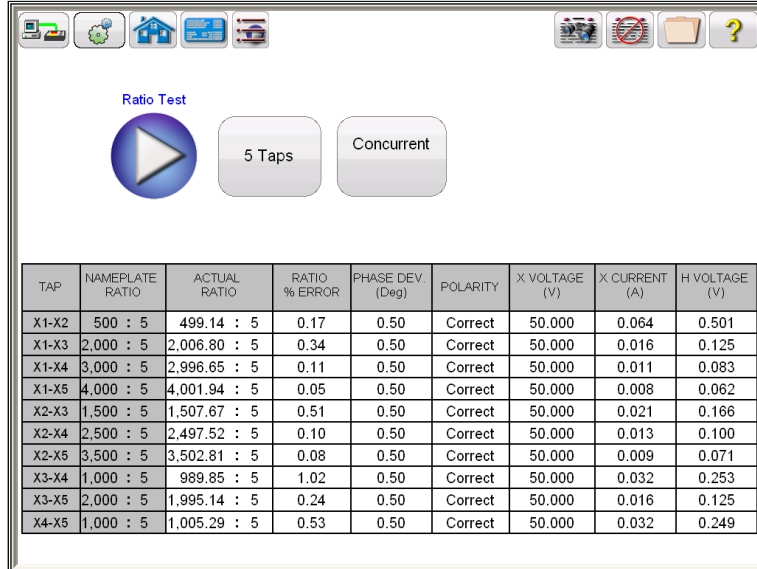 ?
Ratio Test
5 Taps
Concurrent
TAP NAMEPLATE RATIO ACTUAL RATIO RATIO % ERROR PHASE DEV. (Deg) POLARITY X VOLTAGE (V) X CURRENT (A) H VOLTAGE (V)
X1-X2 500 : 5 499.14 : 5 0.17 0.50 Correct 50.000 0.064 0.501
X1-X3 2,000 : 5 2,006.80 : 5 0.34 0.50 Correct 50.000 0.016 0.125
X1-X4 3,000 : 5 2,996.65 : 5 0.11 0.50 Correct 50.000 0.011 0.083
X1-X5 4,000 : 5 4,001.94 : 5 0.05 0.50 Correct 50.000 0.008 0.062
X2-X3 1,500 : 5 1,507.67 : 5 0.51 0.50 Correct 50.000 0.021 0.166
X2-X4 2,500 : 5 2,497.52 : 5 0.10 0.50 Correct 50.000 0.013 0.100
X2-X5 3,500 : 5 3,502.81 : 5 0.08 0.50 Correct 50.000 0.009 0.071
X3-X4 1,000 : 5 989.85 : 5 1.02 0.50 Correct 50.000 0.032 0.253
X3-X5 2,000 : 5 1,995.14 : 5 0.24 0.50 Correct 50.000 0.016 0.125
X4-X5 1,000 : 5 1,005.29 : 5 0.53 0.50 Correct 50.000 0.032 0.249